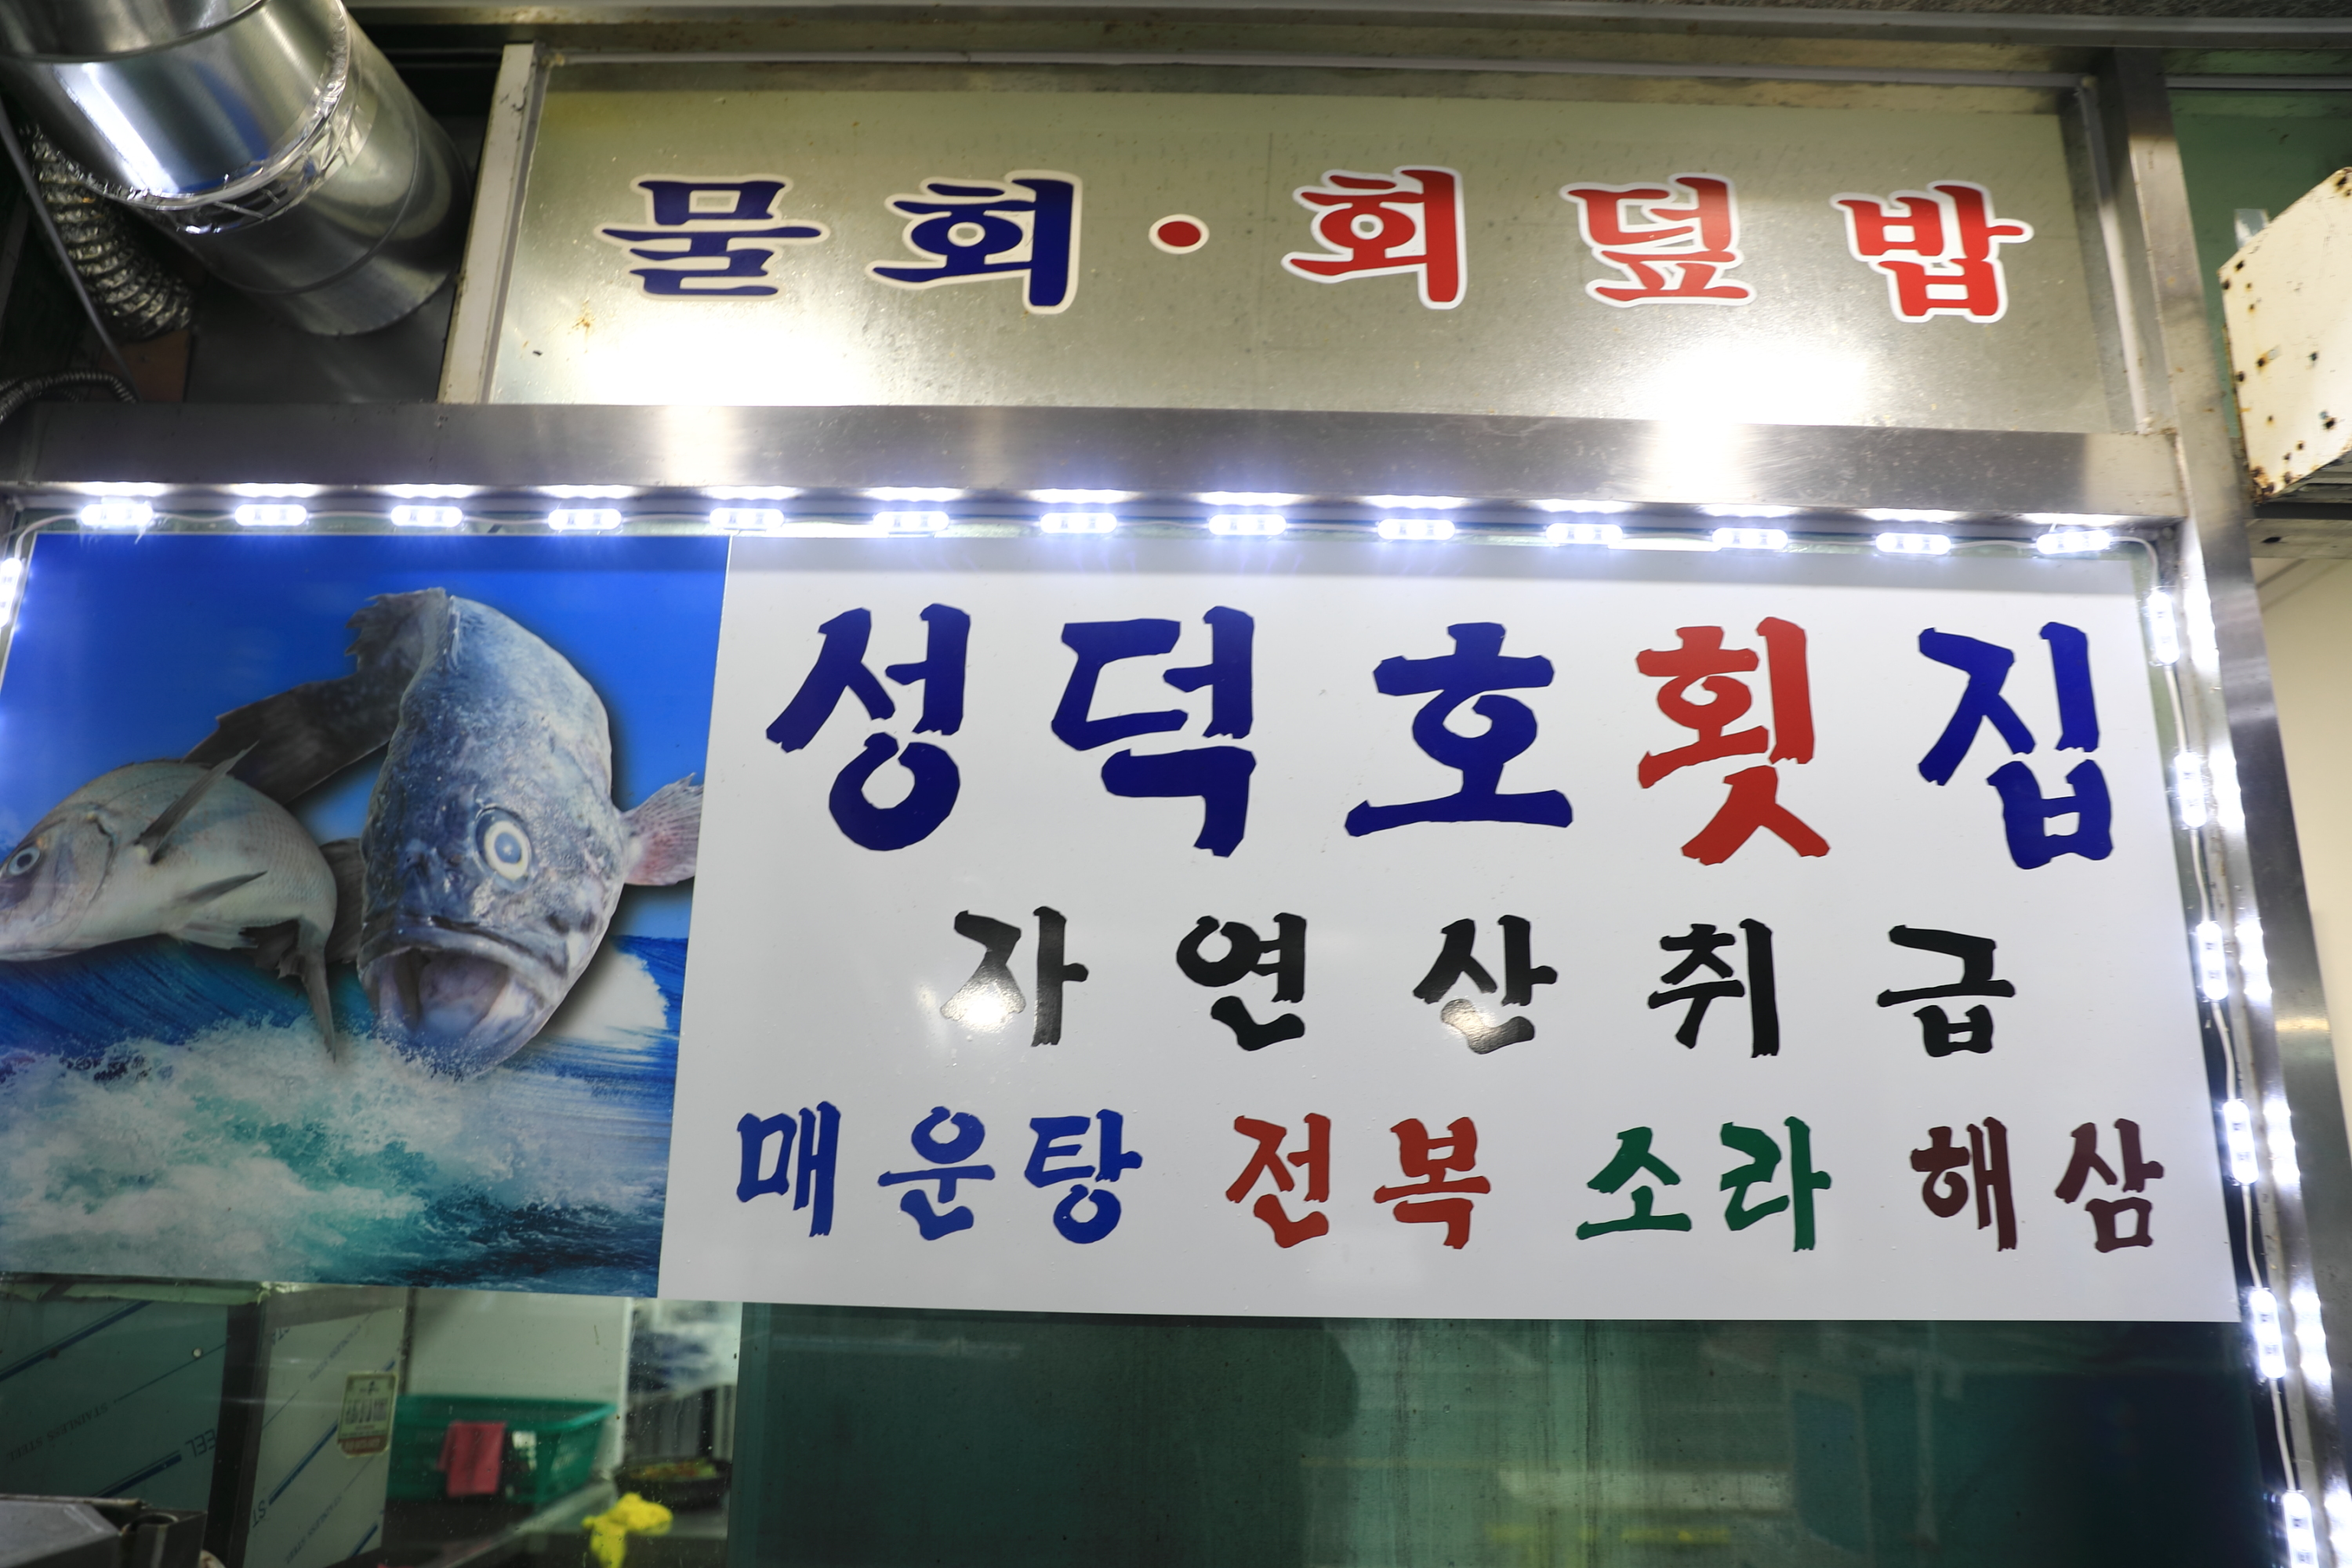 물회·회덮밥
성덕호횟집
자연산취급
매운탕 전복 소라 해삼